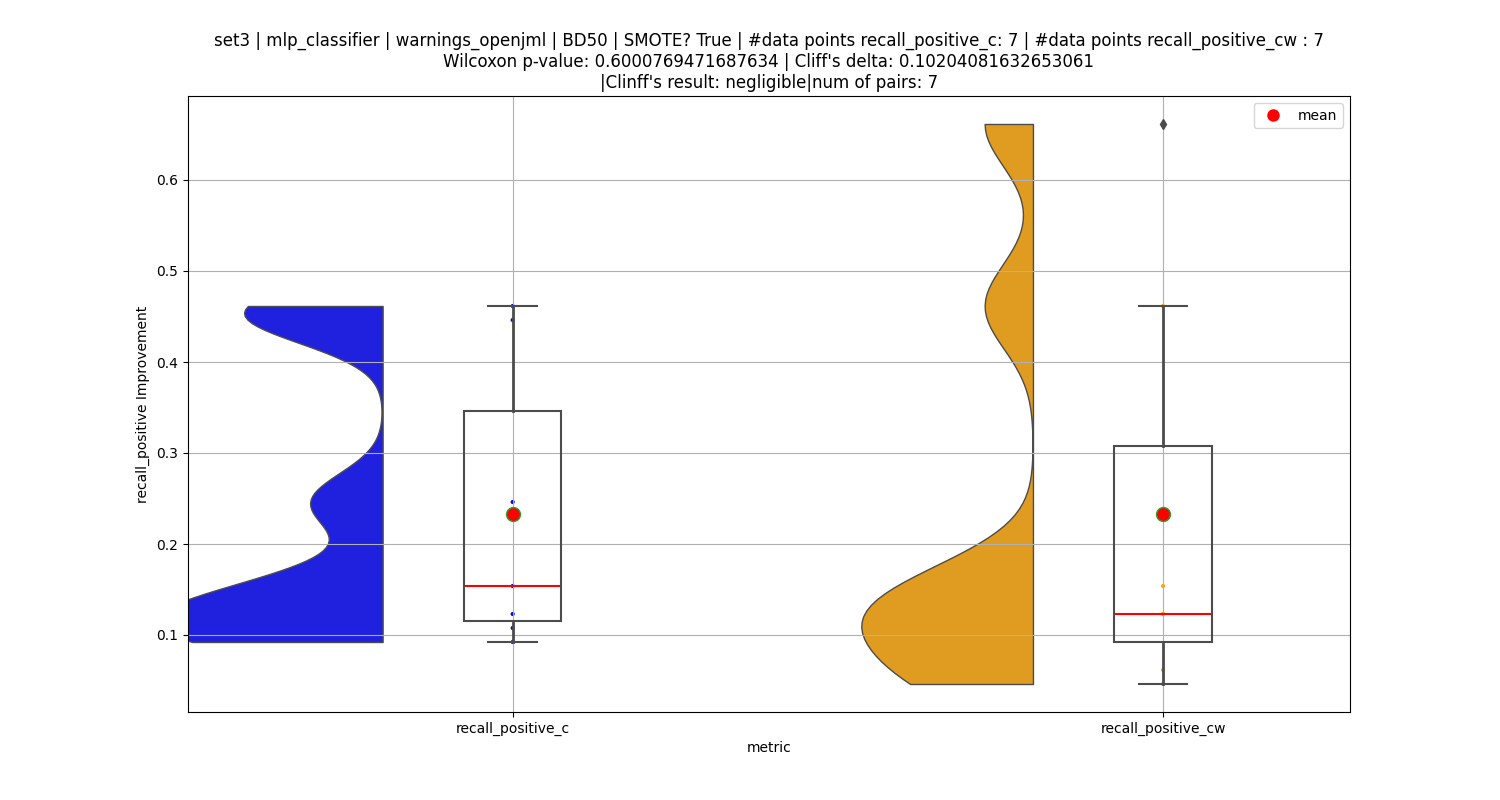 set3 | mlp_classifier | warnings_openjml | BD50 | SMOTE? True | #data points recall_positive_c: 7 | #data points recall_positive_cw : 7
Wilcoxon p-value: 0.6000769471687634 | Cliff's delta: 0.10204081632653061
|Clinff's result: negligible|num of pairs: 7
mean
0.6
0.5
0.4
0.3
0.2
0.1
recall_positive Improvement
recall_positive_c
recall_positive_cw
metric